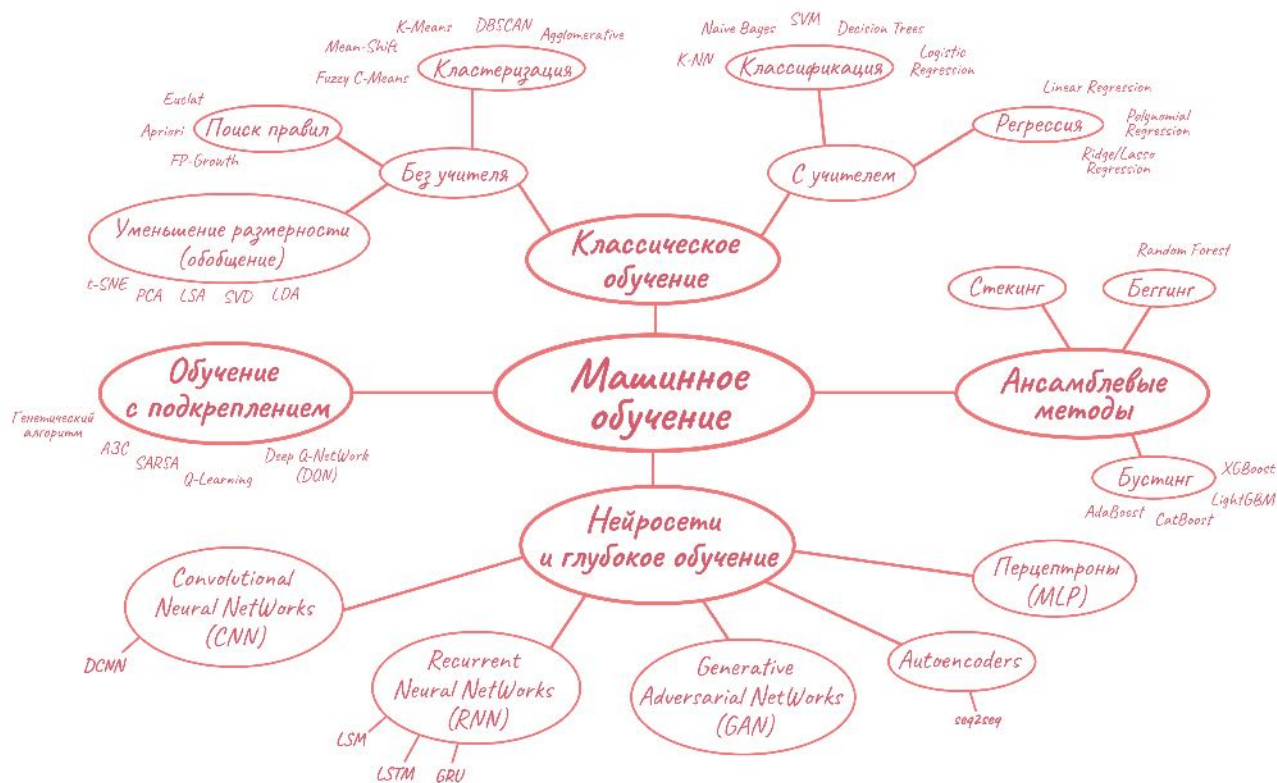 K-Means
DBSCAN
Agglomerative
Mean-Shift
Fuzzy C-Means
Кластеризация
Naive Bayes
SVM
Decision Trees
K-NN
Классификация
Logistic
Regression
Linear Regression
Регрессия
Polynomial
Regression
Ridge/Lasso
Regression
Euclat
Apriori
Поиск правил
FP-Growth
Без учителя
С учителем
Уменьшение размерности
(обобщение)
t-SNE
PCA
LSA
SVD
LDA
Классическое
обучение
Random Forest
Стекинг
Беггинг
Обучение
с подкреплением
Генетический
алгоритм
A3C
SARSA
Q-Learning
Deep Q-NetWork
(DQN)
Машинное
обучение
Ансамблевые
методы
Бустинг
XGBoost
LightGBM
AdaBoost
CatBoost
Нейросети
и глубокое обучение
Convolutional
Neural NetWorks
(CNN)
DCNN
Recurrent
Neural NetWorks
(RNN)
LSM
LSTM
GRU
Generative
Adversarial NetWorks
(GAN)
Autoencoders
seq2seq
Перцептроны
(MLP)